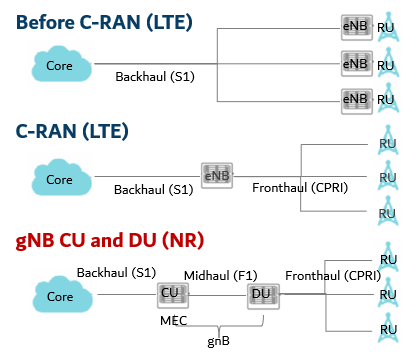 Before C-RAN (LTE)
eNB RU
Core
eNB RU
Backhaul (S1)
eNB RU
C-RAN (LTE)
RU
Core
eNB
RU
Backhaul (S1)
Fronthaul (CPRI)
RU
gNB CU and DU (NR)
RU
Backhaul (S1) Midhaul (F1) Fronthaul (CPRI)
Core CU DU RU
MEC
RU
gnB